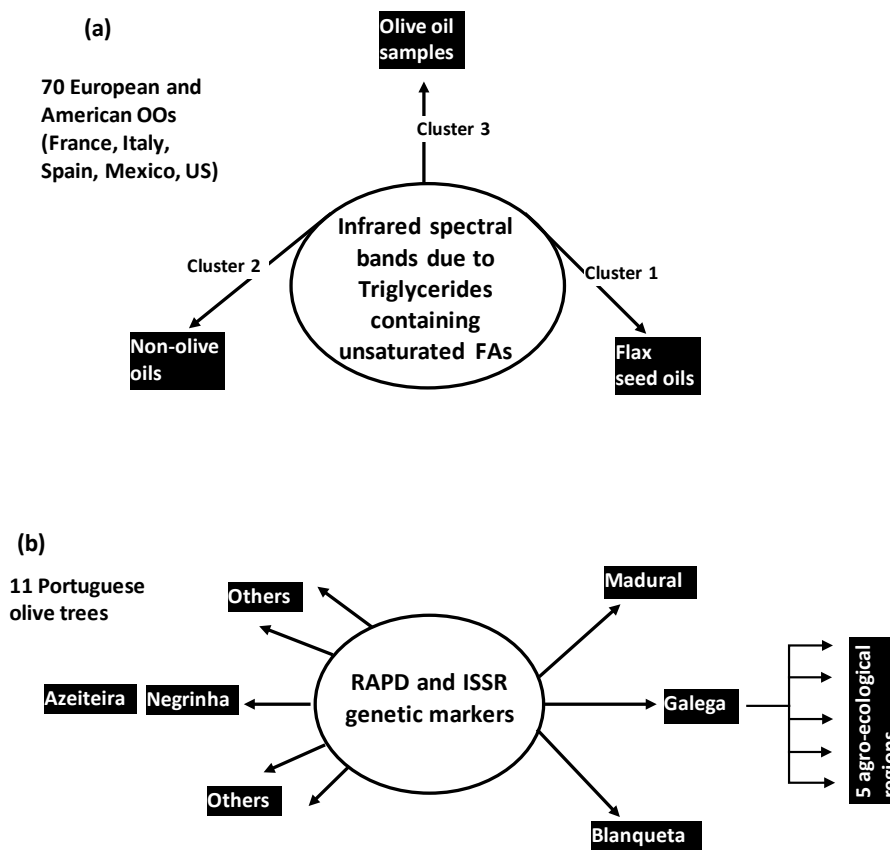 (a)
70 European and
American OOs
(France, Italy,
Spain, Mexico, US)
Olive oil
samples
Cluster 3
Infrared spectral
bands due to
Triglycerides
containing
unsaturated FAs
Cluster 2
Non-olive
oils
Cluster 1
Flax
seed oils
(b)
11 Portuguese
olive trees
Others
Azeiteira
Negrinha
Others
RAPD and ISSR
genetic markers
Madural
Galega
Blanqueta
5 agro-ecological
regions